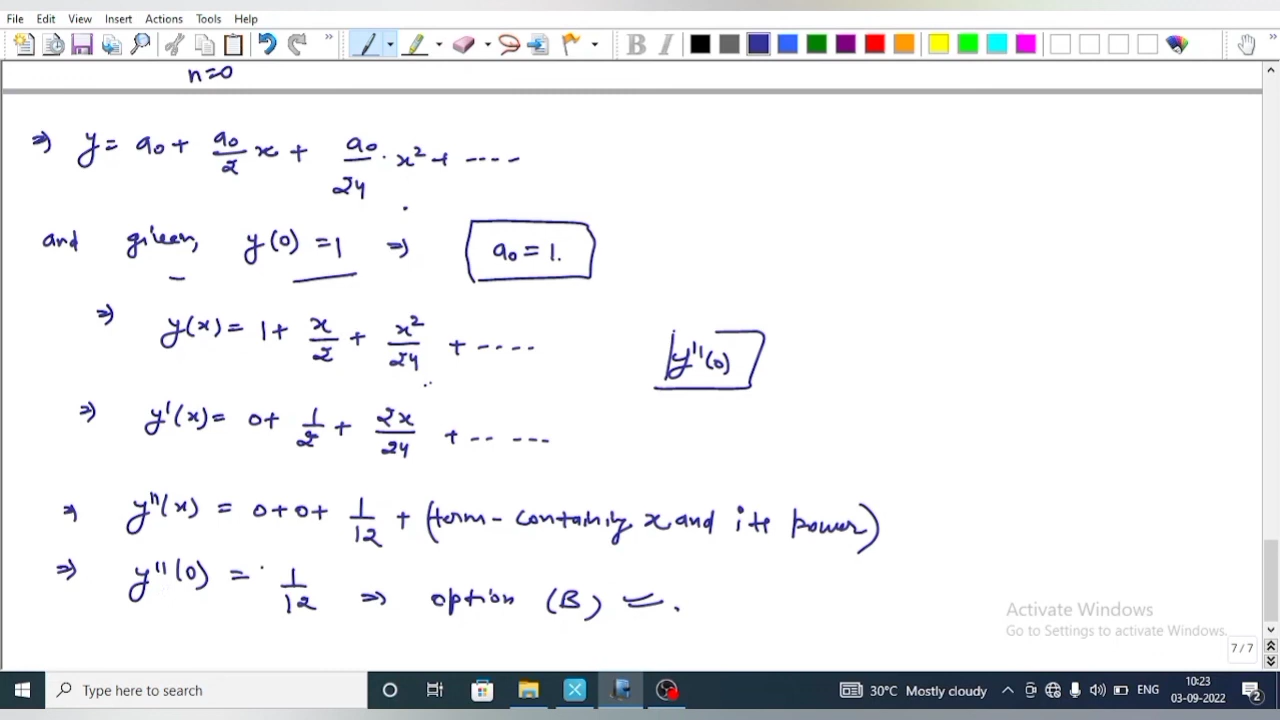 File Edit View Insert Actions Tools Help
n=0
⇒ y = a₀ + a₀/2 x + a₀/24 · x² + ----
and given, y(0) = 1 ⇒ a₀ = 1.
⇒ y(x) = 1 + x/2 + x²/24 + ----
y''(0)
⇒ y'(x) = 0 + 1/2 + 2x/24 + -- ---
⇒ y''(x) = 0+0+ 1/12 + (term-containing x and its power)
⇒ y''(0) = 1/12 ⇒ option (B)
Activate Windows
Go to Settings to activate Windows.
7 / 7
Type here to search
30°C Mostly cloudy
ENG
10:23
03-09-2022
2